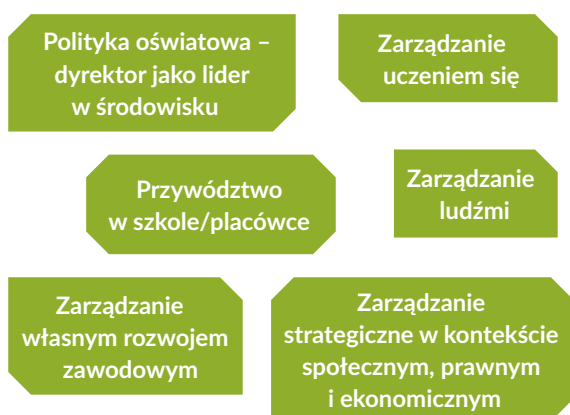 Polityka oświatowa –
dyrektor jako lider
w środowisku
Zarządzanie
uczeniem się
Przywództwo
w szkole/placówce
Zarządzanie
ludźmi
Zarządzanie
własnym rozwojem
zawodowym
Zarządzanie
strategiczne w kontekście
społecznym, prawnym
i ekonomicznym